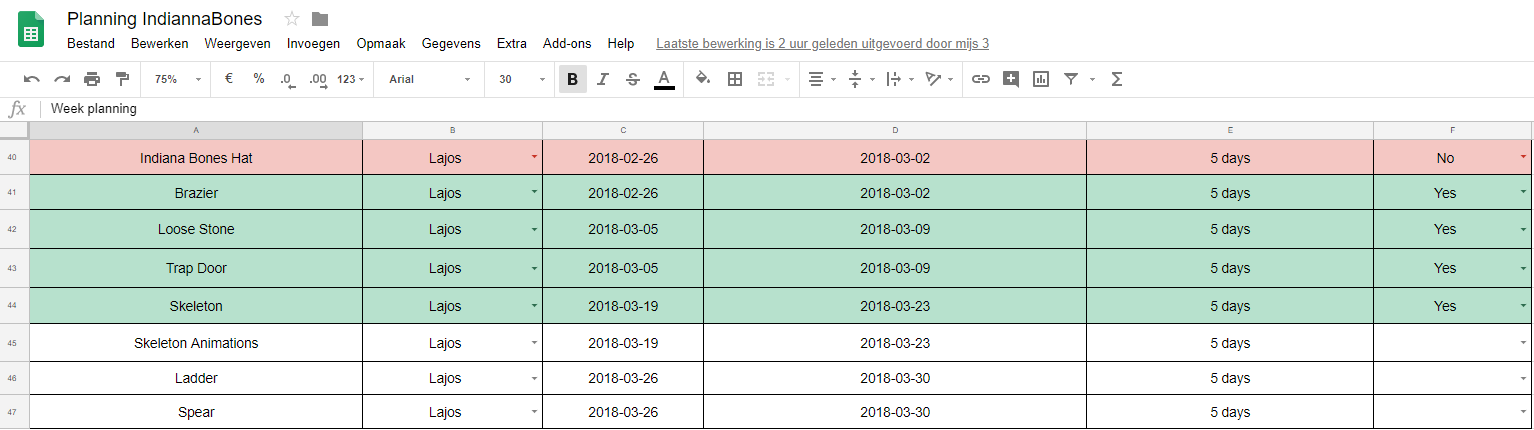 Planning IndiannaBones
Bestand Bewerken Weergeven Invoegen Opmaak Gegevens Extra Add-ons Help Laatste bewerking is 2 uur geleden uitgevoerd door mijs 3
75% € % .0 .00 123 Arial 30 B I S A Σ
fx Week planning
A B C D E F
40 Indiana Bones Hat Lajos 2018-02-26 2018-03-02 5 days No
41 Brazier Lajos 2018-02-26 2018-03-02 5 days Yes
42 Loose Stone Lajos 2018-03-05 2018-03-09 5 days Yes
43 Trap Door Lajos 2018-03-05 2018-03-09 5 days Yes
44 Skeleton Lajos 2018-03-19 2018-03-23 5 days Yes
45 Skeleton Animations Lajos 2018-03-19 2018-03-23 5 days
46 Ladder Lajos 2018-03-26 2018-03-30 5 days
47 Spear Lajos 2018-03-26 2018-03-30 5 days